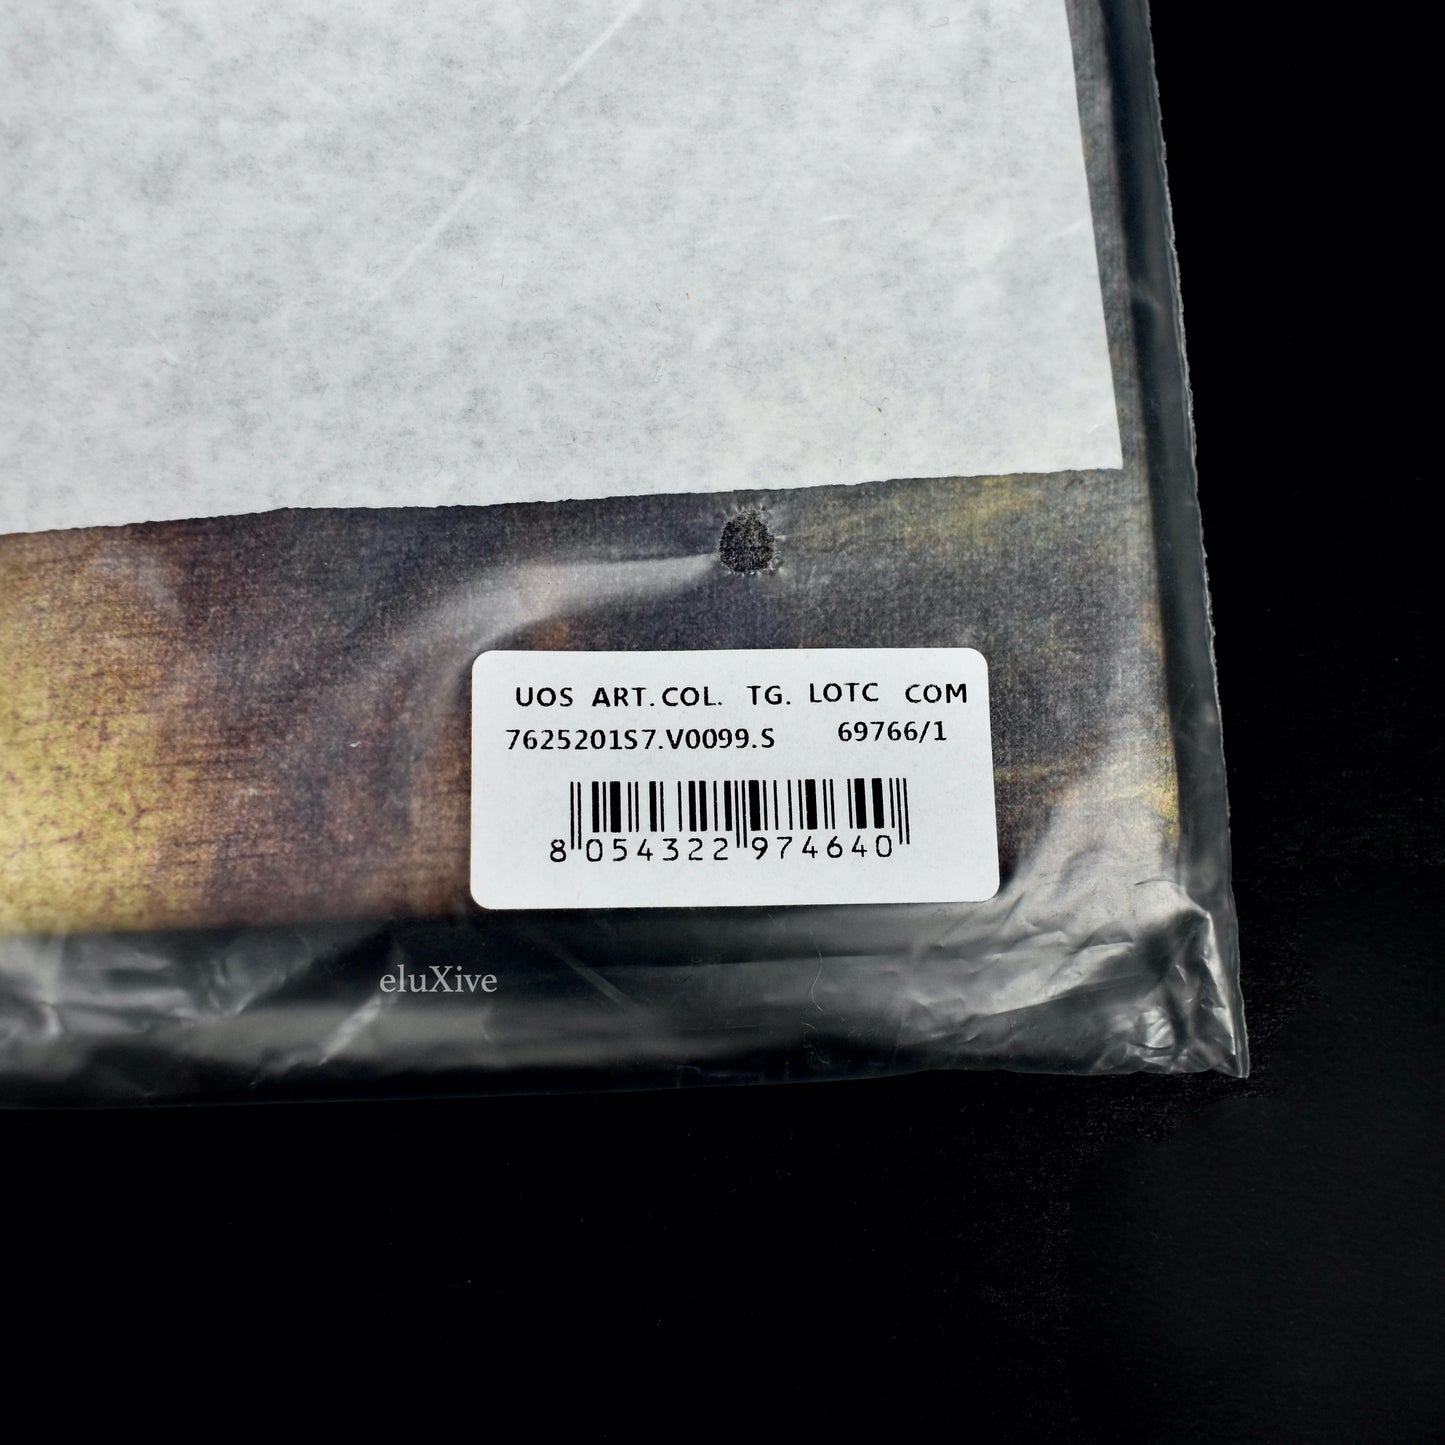 UOS ART.COL. TG. LOTC COM
7625201S7.V0099.S 69766/1
8 054322 974640
eluXive